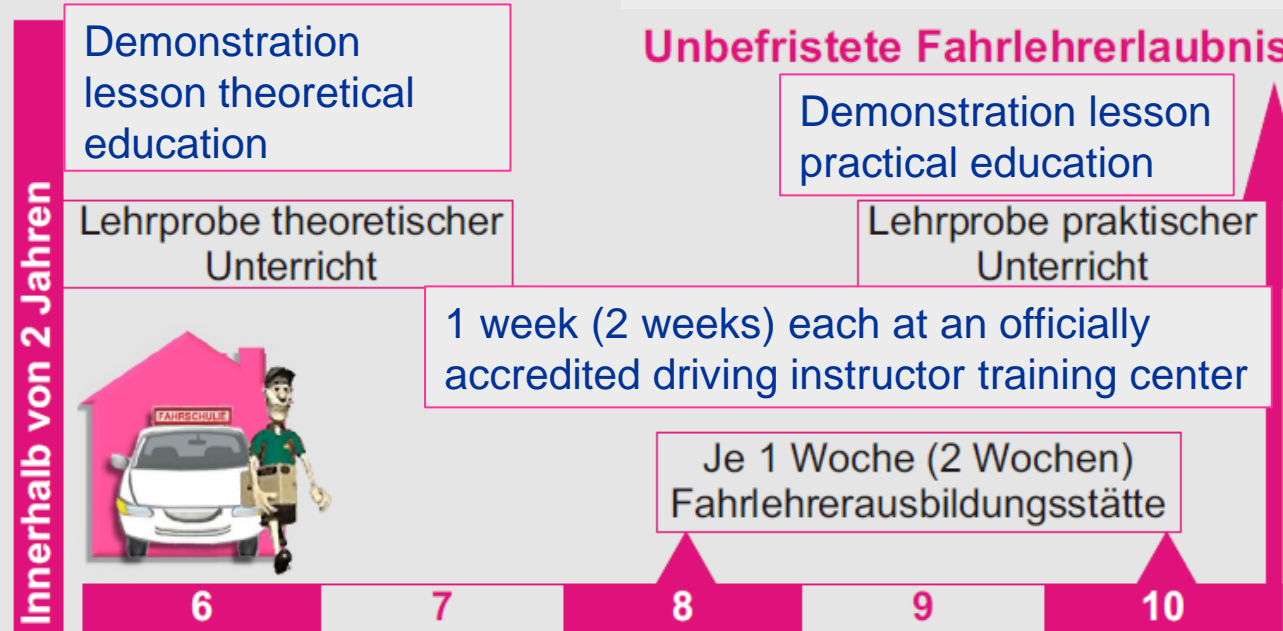 Innerhalb von 2 Jahren
Demonstration
lesson theoretical
education
Unbefristete Fahrlehrerlaubnis
Demonstration lesson
practical education
Lehrprobe theoretischer
Unterricht
Lehrprobe praktischer
Unterricht
1 week (2 weeks) each at an officially
accredited driving instructor training center
FAHRSCHULE
Je 1 Woche (2 Wochen)
Fahrlehrerausbildungsstätte
6 7 8 9 10